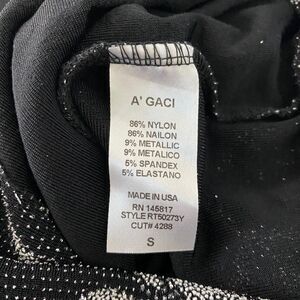 A' GACI
86% NYLON
86% NAILON
9% METALLIC
9% METALICO
5% SPANDEX
5% ELASTANO
MADE IN USA
RN 145817
STYLE RT50273Y
CUT# 4288
S